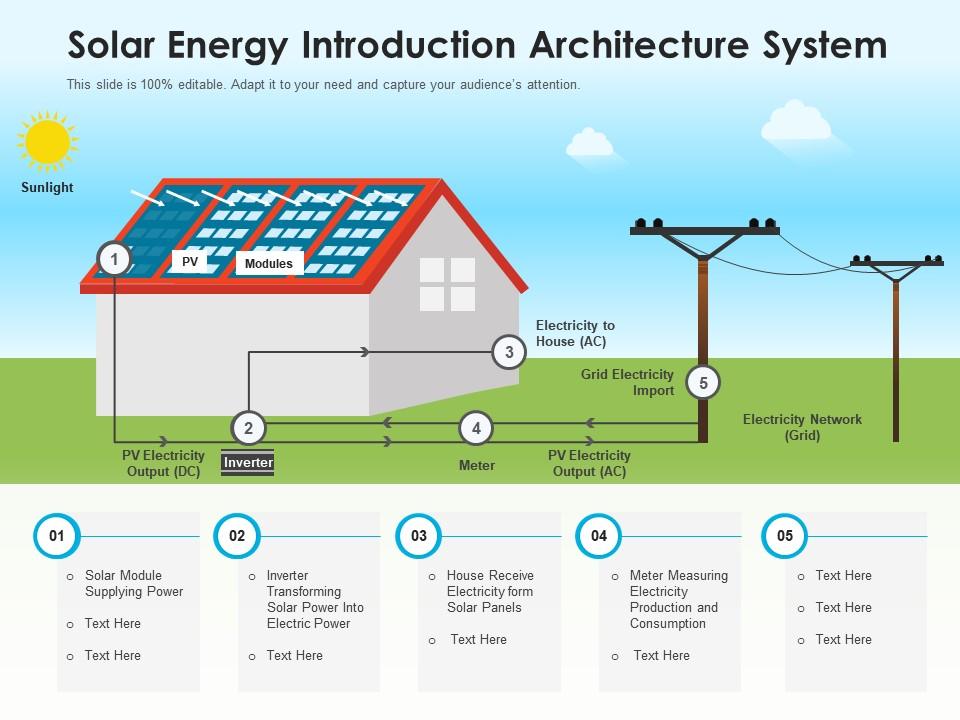 Solar Energy Introduction Architecture System
This slide is 100% editable. Adapt it to your need and capture your audience's attention.
Sunlight
1
PV
Modules
Electricity to
House (AC)
3
Grid Electricity
Import
5
Electricity Network
(Grid)
2
4
PV Electricity
Output (DC)
Inverter
Meter
PV Electricity
Output (AC)
01
Solar Module
Supplying Power
Text Here
Text Here
02
Inverter
Transforming
Solar Power Into
Electric Power
Text Here
03
House Receive
Electricity form
Solar Panels
Text Here
04
Meter Measuring
Electricity
Production and
Consumption
Text Here
05
Text Here
Text Here
Text Here